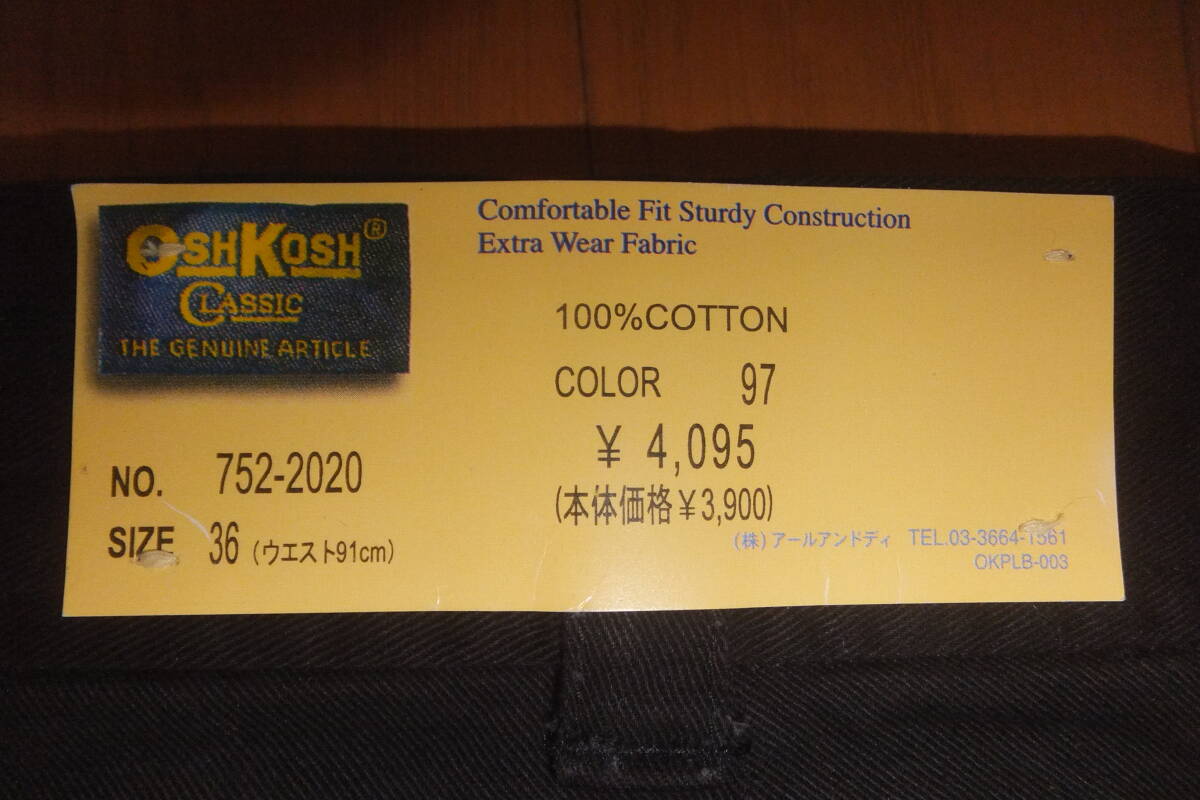 OSHKOSH®
CLASSIC
THE GENUINE ARTICLE
Comfortable Fit Sturdy Construction
Extra Wear Fabric
100%COTTON
COLOR 97
¥ 4,095
(本体価格¥3,900)
NO. 752-2020
SIZE 36 (ウエスト91cm)
(株) アールアンドディ TEL.03-3664-1561
OKPLB-003